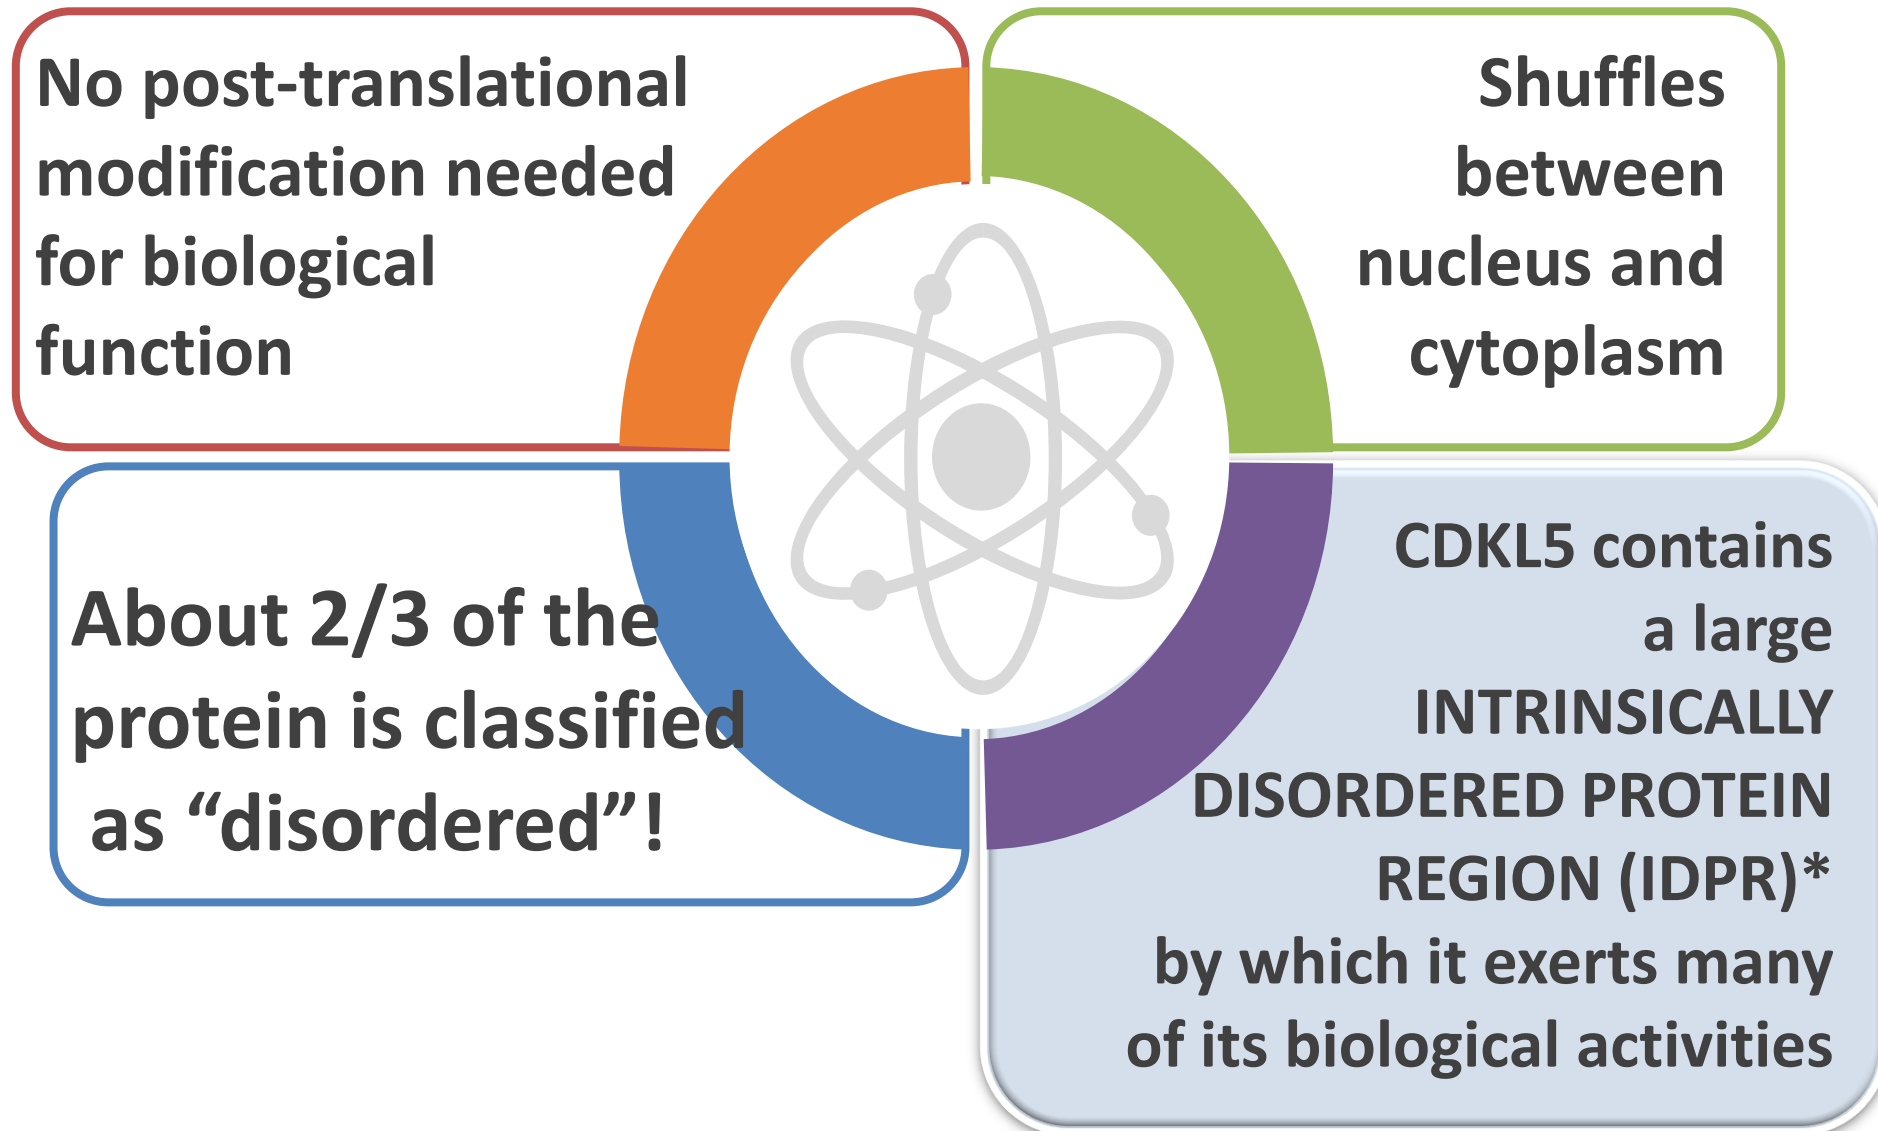 No post-translational
modification needed
for biological
function
Shuffles
between
nucleus and
cytoplasm
About 2/3 of the
protein is classified
as “disordered”!
CDKL5 contains
a large
INTRINSICALLY
DISORDERED PROTEIN
REGION (IDPR)*
by which it exerts many
of its biological activities